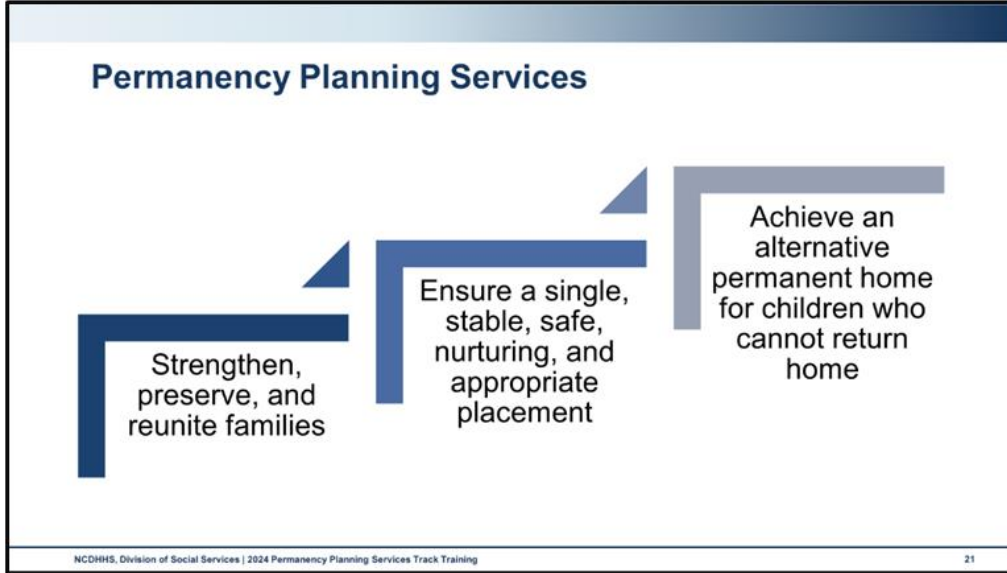 Permanency Planning Services
Strengthen,
preserve, and
reunite families
Ensure a single,
stable, safe,
nurturing, and
appropriate
placement
Achieve an
alternative
permanent home
for children who
cannot return
home
NCDHHS, Division of Social Services | 2024 Permanency Planning Services Track Training
21